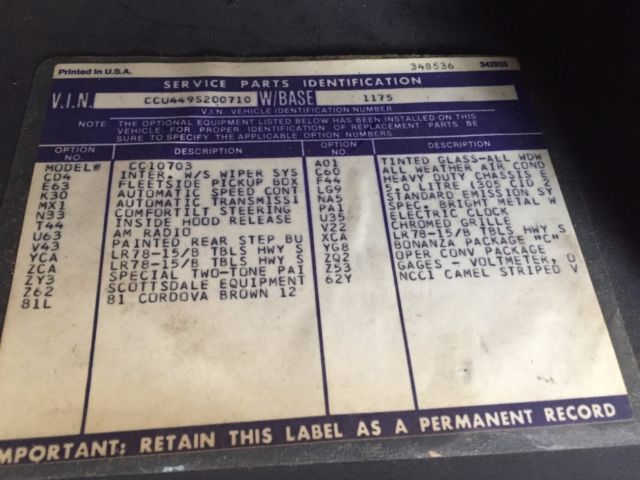 Printed in U.S.A. 348536 342933
SERVICE PARTS IDENTIFICATION
V.I.N. CCU449S200710 W/BASE 1175
V.I.N. VEHICLE IDENTIFICATION NUMBER
NOTE: THE OPTIONAL EQUIPMENT LISTED BELOW HAS BEEN INSTALLED ON THIS
VEHICLE FOR PROPER IDENTIFICATION OF REPLACEMENT PARTS BE
SURE TO SPECIFY THE APPLICABLE OPTION NUMBERS
OPTION NO. DESCRIPTION OPTION NO. DESCRIPTION
MODEL# CC10703 A01 TINTED GLASS-ALL WDW
CD4 INTER. W/S WIPER SYS C60 ALL WEATHER AIR COND
E63 FLEETSIDE PICKUP BOX F44 HEAVY DUTY CHASSIS E
K30 AUTOMATIC SPEED CONT LG9 5.0 LITRE (305 CID 2
MX1 AUTOMATIC TRANSMISSI NA5 STANDARD EMISSION SY
N33 COMFORTILT STEERING PA1 SPEC. BRIGHT METAL W
T44 INSIDE HOOD RELEASE U35 ELECTRIC CLOCK
U63 AM RADIO V22 CHROMED GRILLE
V43 PAINTED REAR STEP BU XCA LR78-15/B TBLS HWY S
YCA LR78-15/B TBLS HWY S YG8 BONANZA PACKAGE "C"
ZCA LR78-15/B TBLS HWY S ZQ2 OPER CONV PACKAGE
ZY3 SPECIAL TWO-TONE PAI Z53 GAGES - VOLTMETER, O
Z62 SCOTTSDALE EQUIPMENT 62Y NCC1 CAMEL STRIPED V
81L 81 CORDOVA BROWN 12
IMPORTANT: RETAIN THIS LABEL AS A PERMANENT RECORD